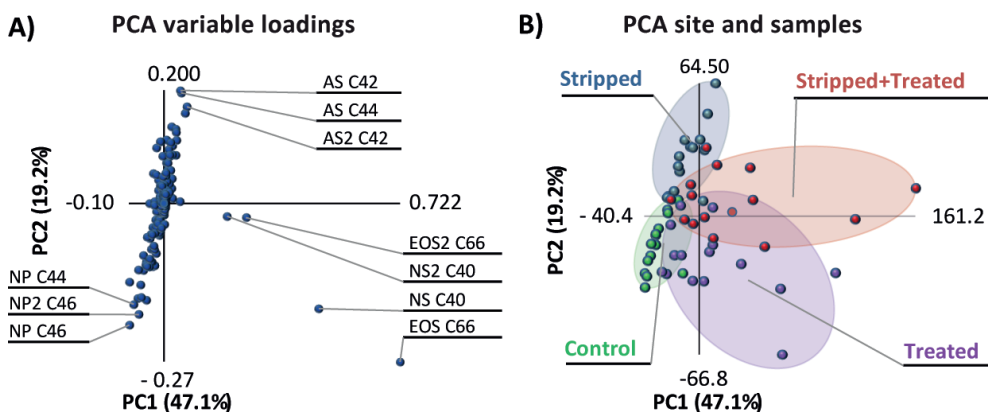 A)
PCA variable loadings
0.200
AS C42
AS C44
AS2 C42
-0.10
0.722
PC2 (19.2%)
EOS2 C66
NS2 C40
NS C40
EOS C66
NP C44
NP2 C46
NP C46
- 0.27
PC1 (47.1%)
B)
PCA site and samples
64.50
Stripped
Stripped+Treated
- 40.4
161.2
PC2 (19.2%)
Control
Treated
-66.8
PC1 (47.1%)